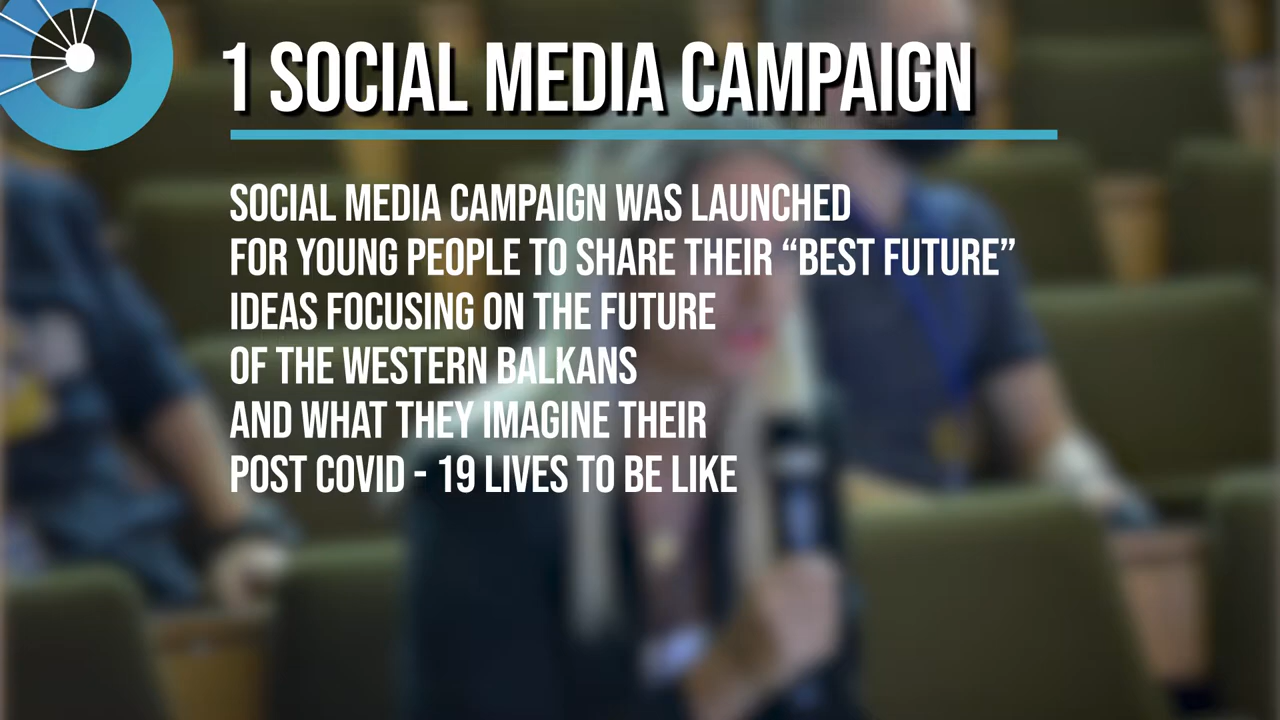 1 SOCIAL MEDIA CAMPAIGN
SOCIAL MEDIA CAMPAIGN WAS LAUNCHED
FOR YOUNG PEOPLE TO SHARE THEIR “BEST FUTURE”
IDEAS FOCUSING ON THE FUTURE
OF THE WESTERN BALKANS
AND WHAT THEY IMAGINE THEIR
POST COVID - 19 LIVES TO BE LIKE